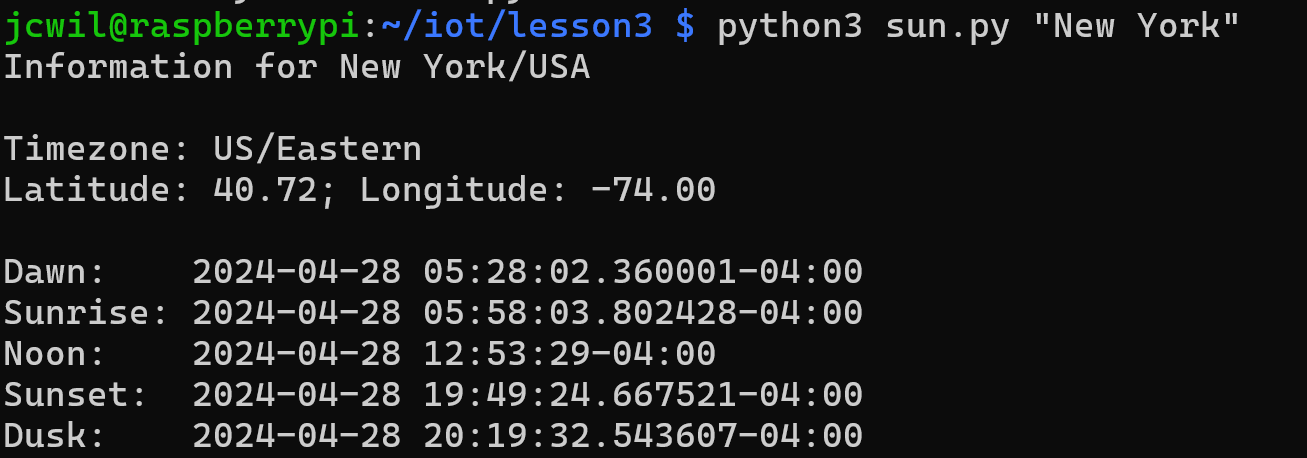 jcwil@raspberrypi:~/iot/lesson3 $ python3 sun.py "New York"
Information for New York/USA

Timezone: US/Eastern
Latitude: 40.72; Longitude: -74.00

Dawn:    2024-04-28 05:28:02.360001-04:00
Sunrise: 2024-04-28 05:58:03.802428-04:00
Noon:    2024-04-28 12:53:29-04:00
Sunset:  2024-04-28 19:49:24.667521-04:00
Dusk:    2024-04-28 20:19:32.543607-04:00